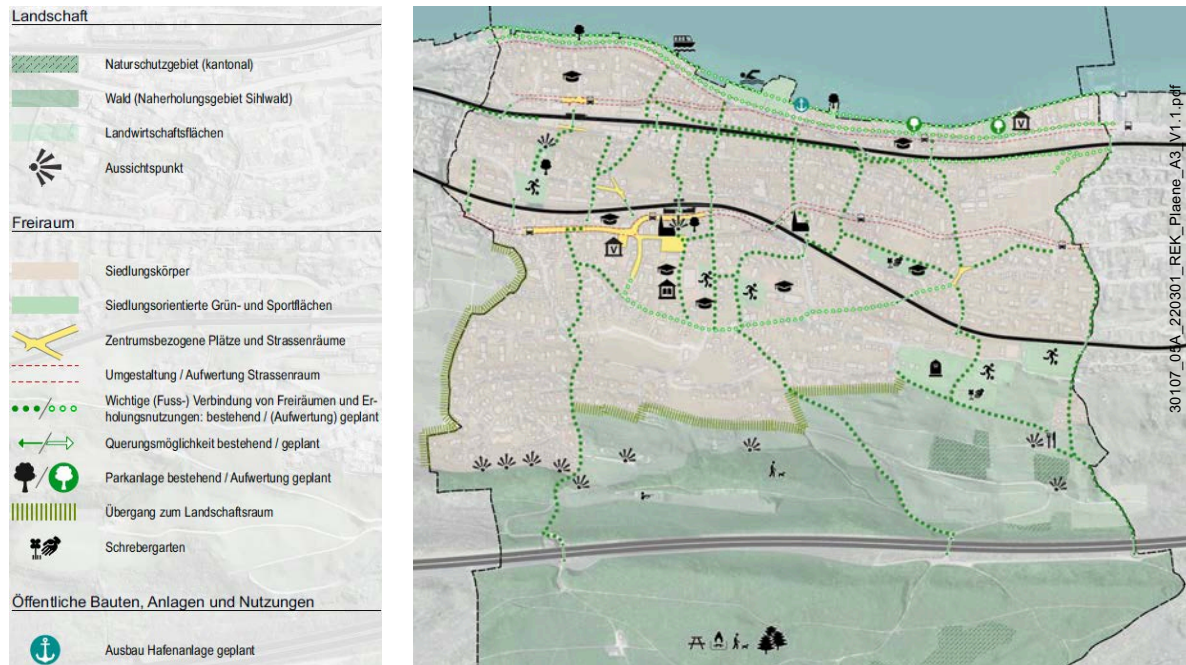 Landschaft
Naturschutzgebiet (kantonal)
Wald (Naherholungsgebiet Sihlwald)
Landwirtschaftsflächen
Aussichtspunkt
Freiraum
Siedlungskörper
Siedlungsorientierte Grün- und Sportflächen
Zentrumsbezogene Plätze und Strassenräume
Umgestaltung / Aufwertung Strassenraum
Wichtige (Fuss-) Verbindung von Freiräumen und Er-
holungsnutzungen: bestehend / (Aufwertung) geplant
Querungsmöglichkeit bestehend / geplant
Parkanlage bestehend / Aufwertung geplant
Übergang zum Landschaftsraum
Schrebergarten
Öffentliche Bauten, Anlagen und Nutzungen
Ausbau Hafenanlage geplant
V
V
30107_05A_220301_REK_Plaene_A3_V1.1.pdf